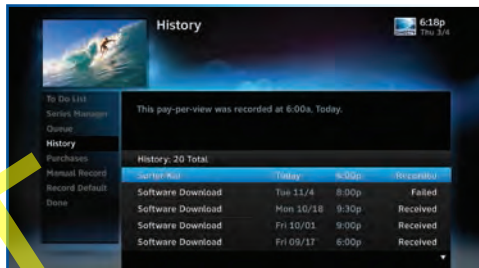 History
6:18p
Thu 3/4
To Do List
Series Manager
Queue
History
Purchases
Manual Record
Record Default
Done
This pay-per-view was recorded at 6:00a, Today.
History: 20 Total
Surfer Kid Today 6:00p Recorded
Software Download Tue 11/4 8:00p Failed
Software Download Mon 10/18 9:30p Received
Software Download Fri 10/01 9:00p Received
Software Download Fri 09/17 6:00p Received